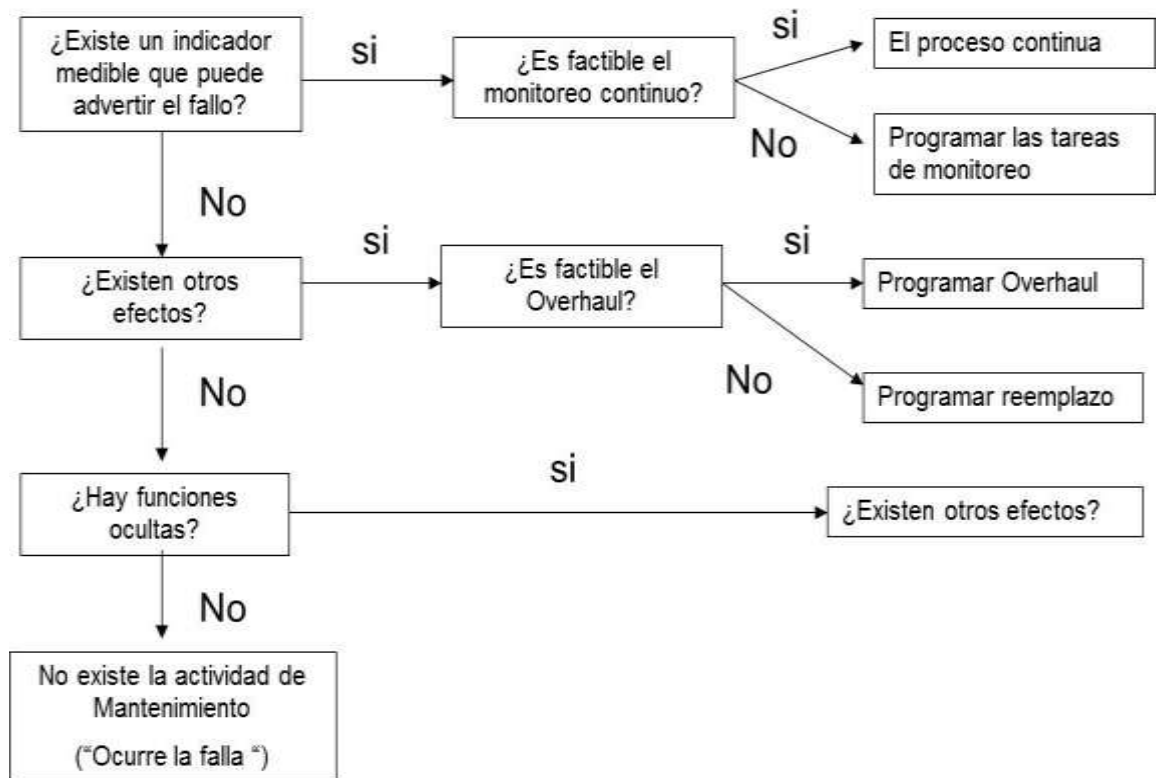 ¿Existe un indicador
medible que puede
advertir el fallo?
si
¿Es factible el
monitoreo continuo?
si
El proceso continua
No
Programar las tareas
de monitoreo
No
¿Existen otros
efectos?
si
¿Es factible el
Overhaul?
si
Programar Overhaul
No
Programar reemplazo
No
¿Hay funciones
ocultas?
si
¿Existen otros efectos?
No
No existe la actividad de
Mantenimiento
(“Ocurre la falla “)